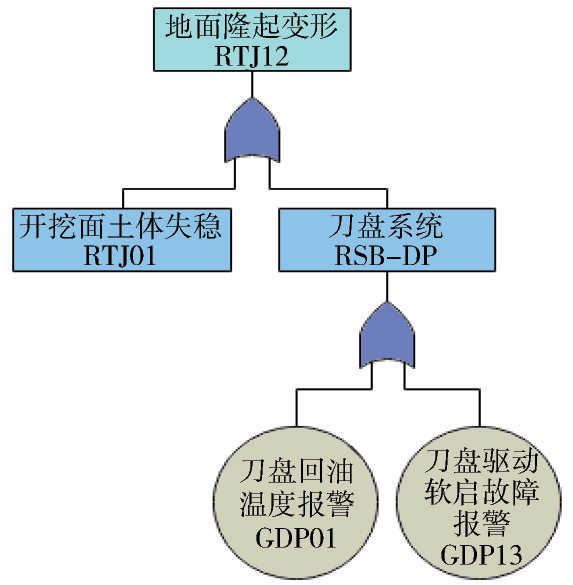 地面隆起变形
RTJ12
开挖面土体失稳
RTJ01
刀盘系统
RSB-DP
刀盘回油
温度报警
GDP01
刀盘驱动
软启故障
报警
GDP13